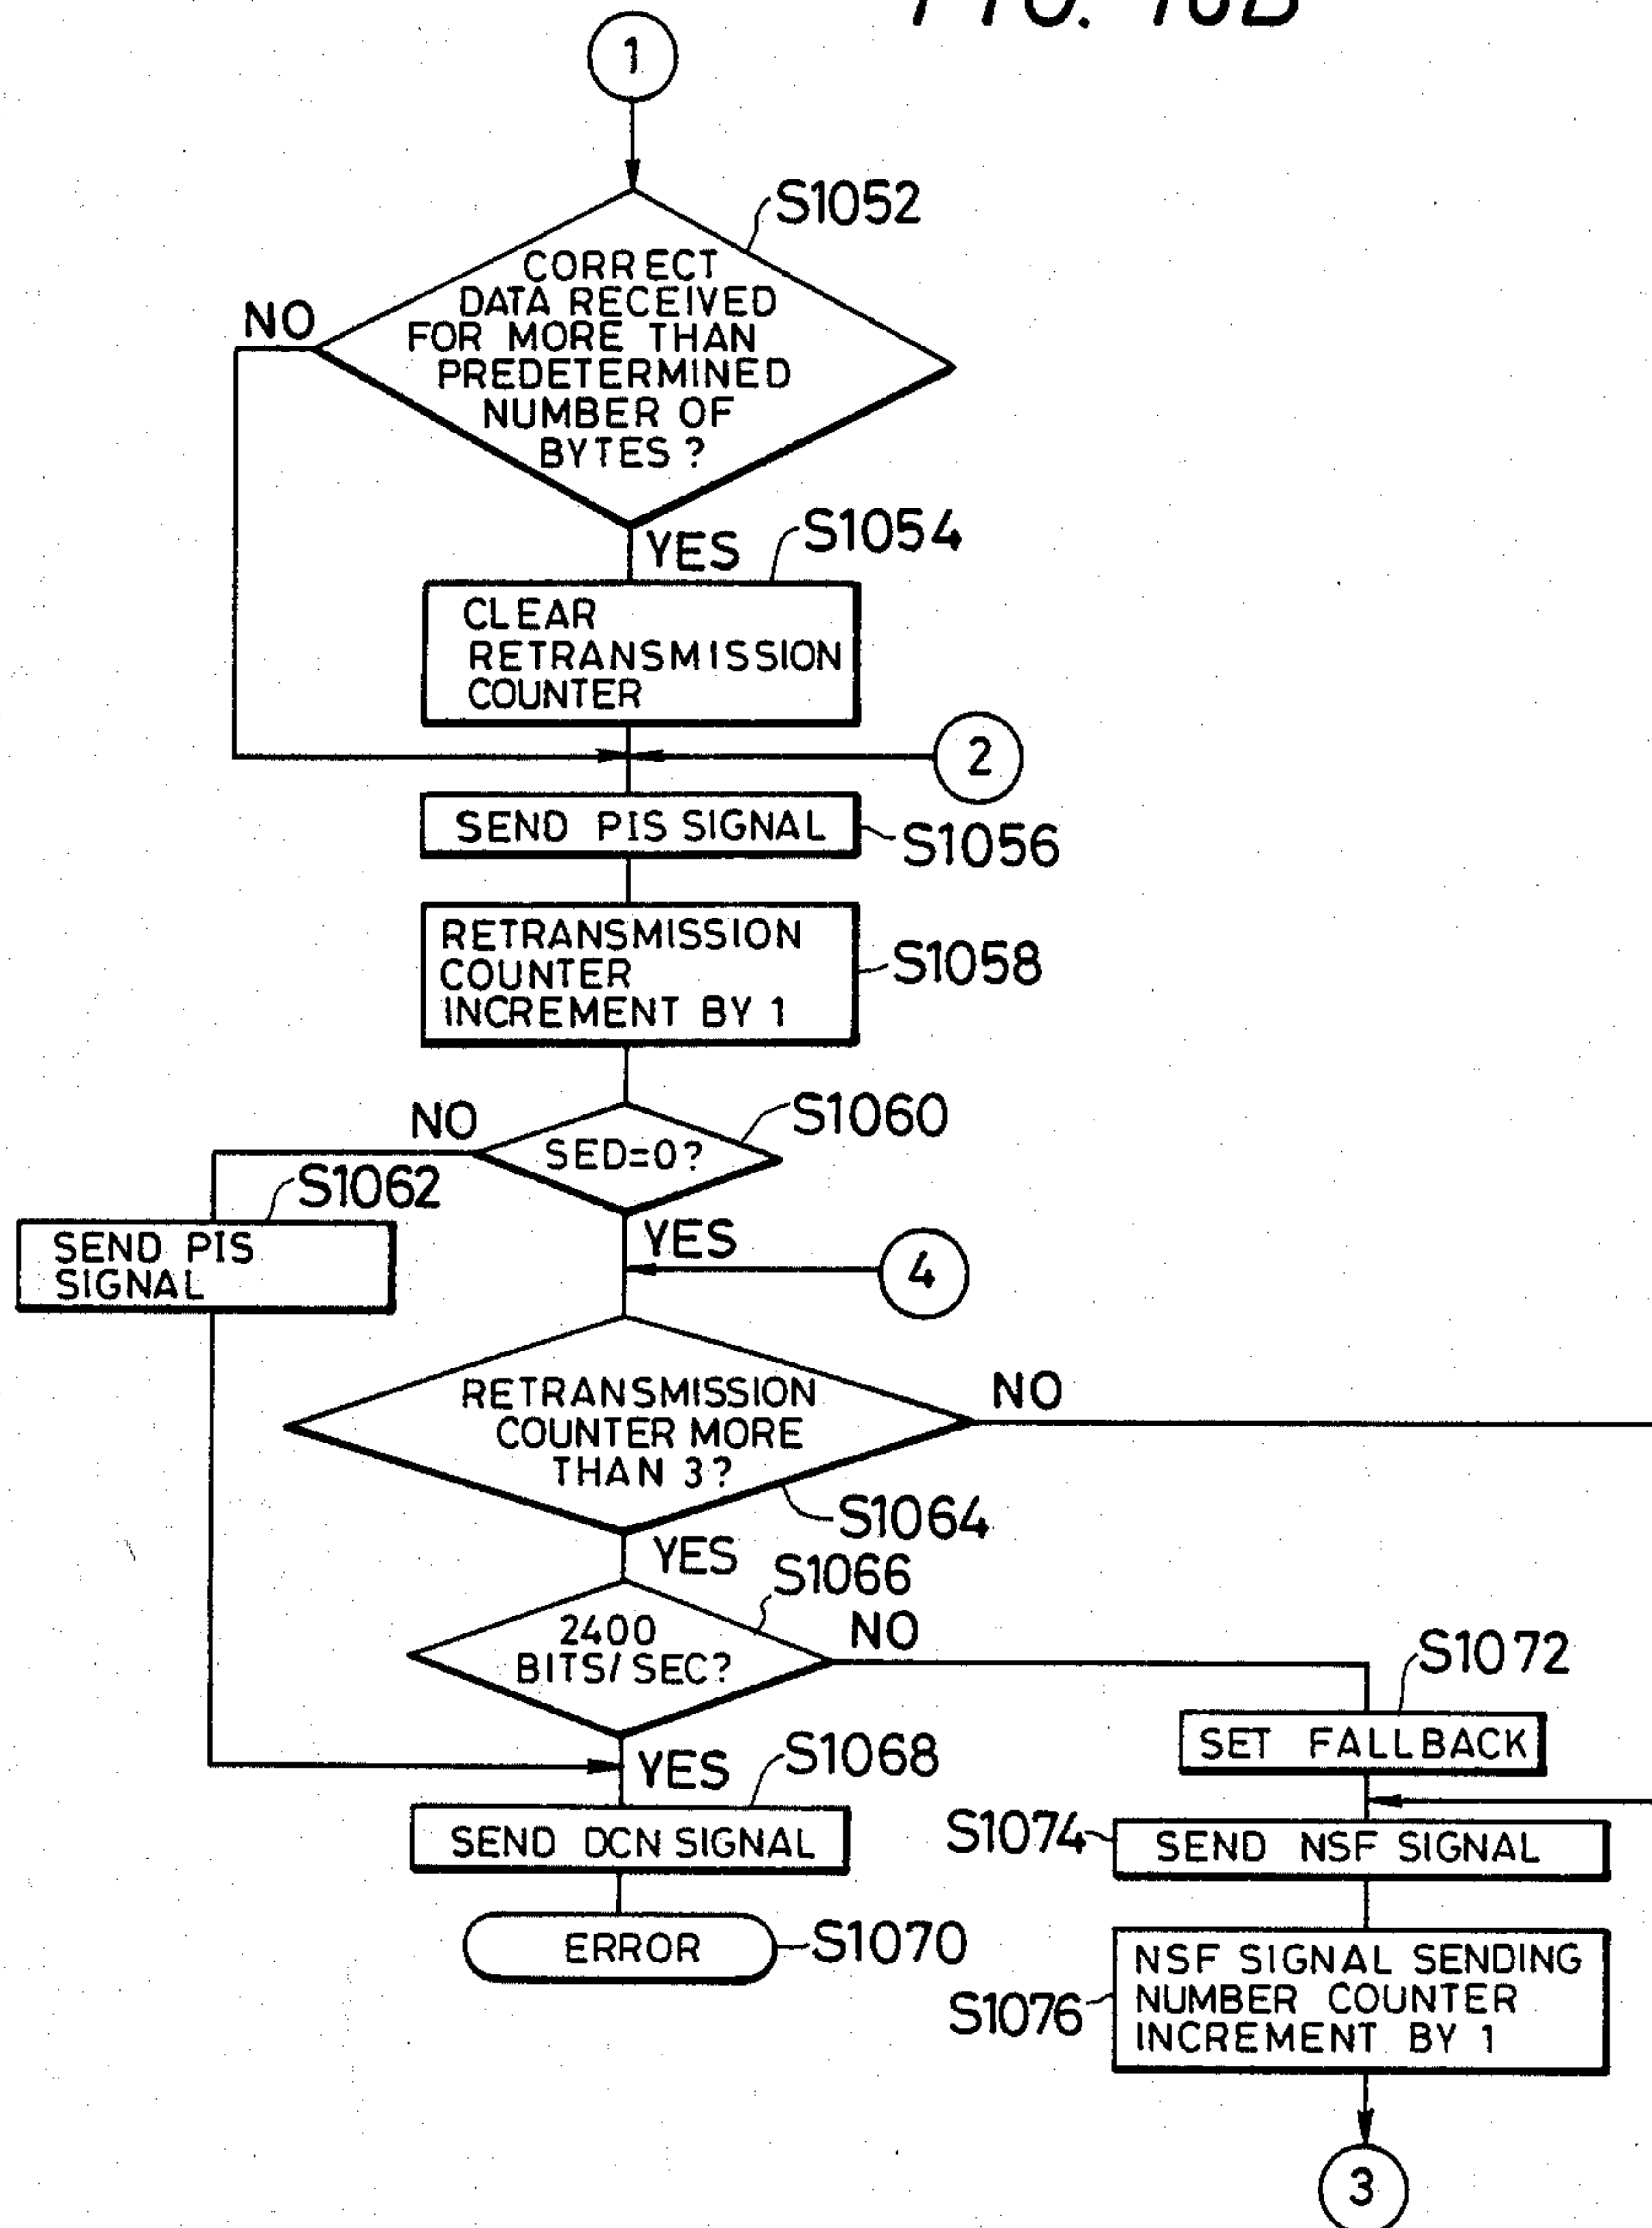 FIG. 10B
1
S1052
CORRECT
DATA RECEIVED
FOR MORE THAN
PREDETERMINED
NUMBER OF
BYTES ?
NO
YES
S1054
CLEAR
RETRANSMISSION
COUNTER
2
SEND PIS SIGNAL
S1056
RETRANSMISSION
COUNTER
INCREMENT BY 1
S1058
NO
S1060
SED=0?
S1062
SEND PIS
SIGNAL
YES
4
RETRANSMISSION
COUNTER MORE
THAN 3?
NO
S1064
YES
S1066
2400
BITS/SEC?
NO
S1072
SET FALLBACK
YES
S1068
SEND DCN SIGNAL
S1074
SEND NSF SIGNAL
ERROR
S1070
S1076
NSF SIGNAL SENDING
NUMBER COUNTER
INCREMENT BY 1
3